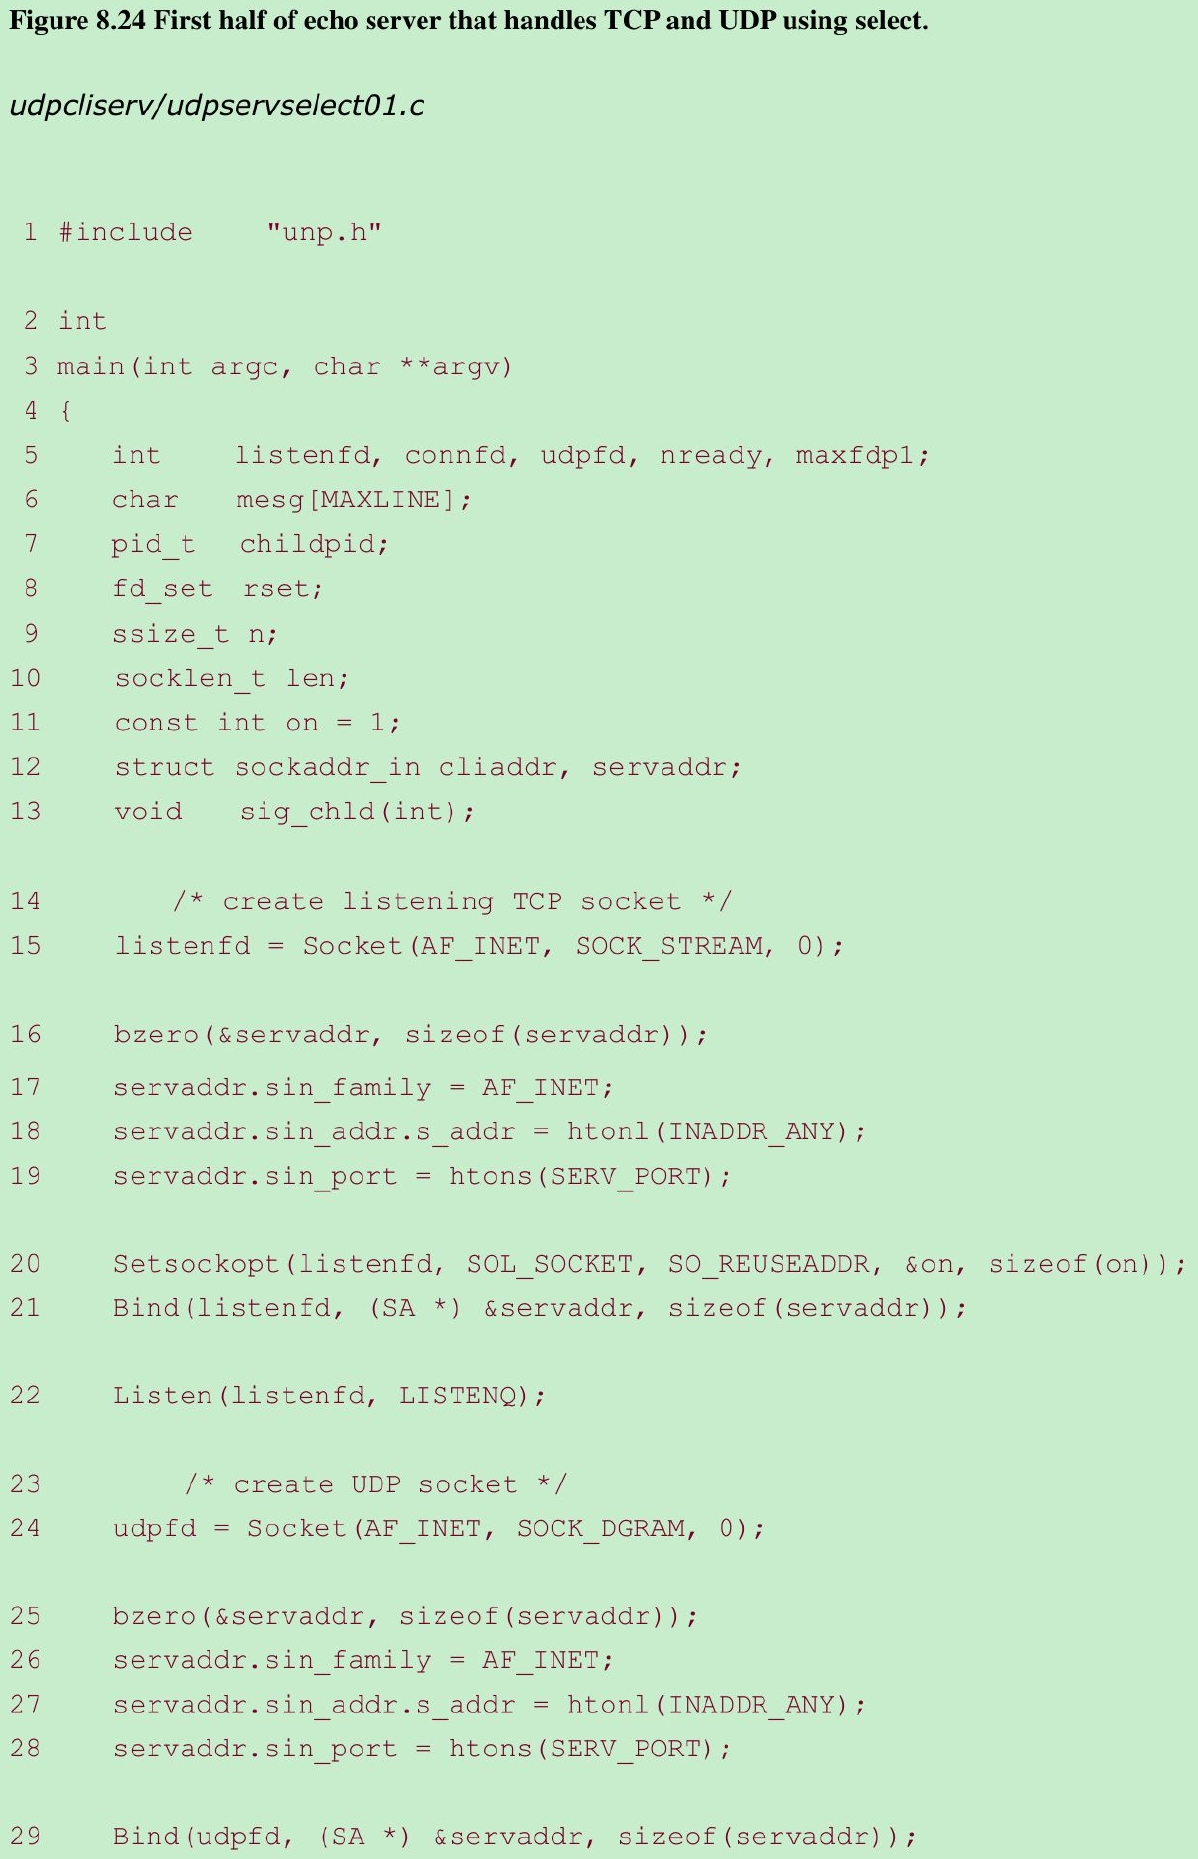 Figure 8.24 First half of echo server that handles TCP and UDP using select.
udpcliserv/udpservselect01.c
1 #include "unp.h"
2 int
3 main(int argc, char **argv)
4 {
5 int listenfd, connfd, udpfd, nready, maxfdp1;
6 char mesg[MAXLINE];
7 pid_t childpid;
8 fd_set rset;
9 ssize_t n;
10 socklen_t len;
11 const int on = 1;
12 struct sockaddr_in cliaddr, servaddr;
13 void sig_chld(int);
14 /* create listening TCP socket */
15 listenfd = Socket(AF_INET, SOCK_STREAM, 0);
16 bzero(&servaddr, sizeof(servaddr));
17 servaddr.sin_family = AF_INET;
18 servaddr.sin_addr.s_addr = htonl(INADDR_ANY);
19 servaddr.sin_port = htons(SERV_PORT);
20 Setsockopt(listenfd, SOL_SOCKET, SO_REUSEADDR, &on, sizeof(on));
21 Bind(listenfd, (SA *) &servaddr, sizeof(servaddr));
22 Listen(listenfd, LISTENQ);
23 /* create UDP socket */
24 udpfd = Socket(AF_INET, SOCK_DGRAM, 0);
25 bzero(&servaddr, sizeof(servaddr));
26 servaddr.sin_family = AF_INET;
27 servaddr.sin_addr.s_addr = htonl(INADDR_ANY);
28 servaddr.sin_port = htons(SERV_PORT);
29 Bind(udpfd, (SA *) &servaddr, sizeof(servaddr));